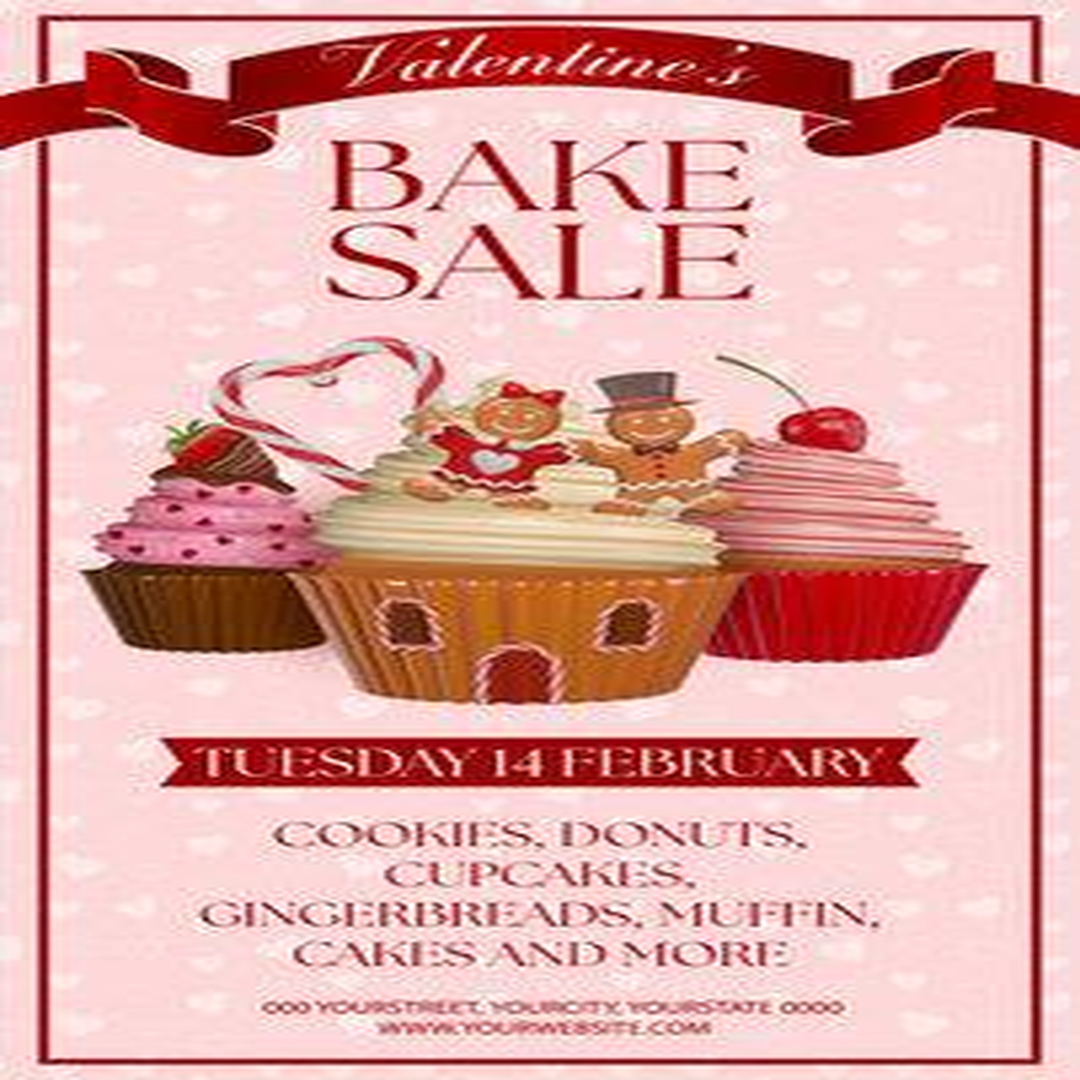 Valentine's
BAKE
SALE
TUESDAY 14 FEBRUARY
COOKIES, DONUTS,
CUPCAKES,
GINGERBREADS, MUFFIN,
CAKES AND MORE
000 YOURSTREET, YOURCITY, YOURSTATE 0000
WWW.YOURWEBSITE.COM